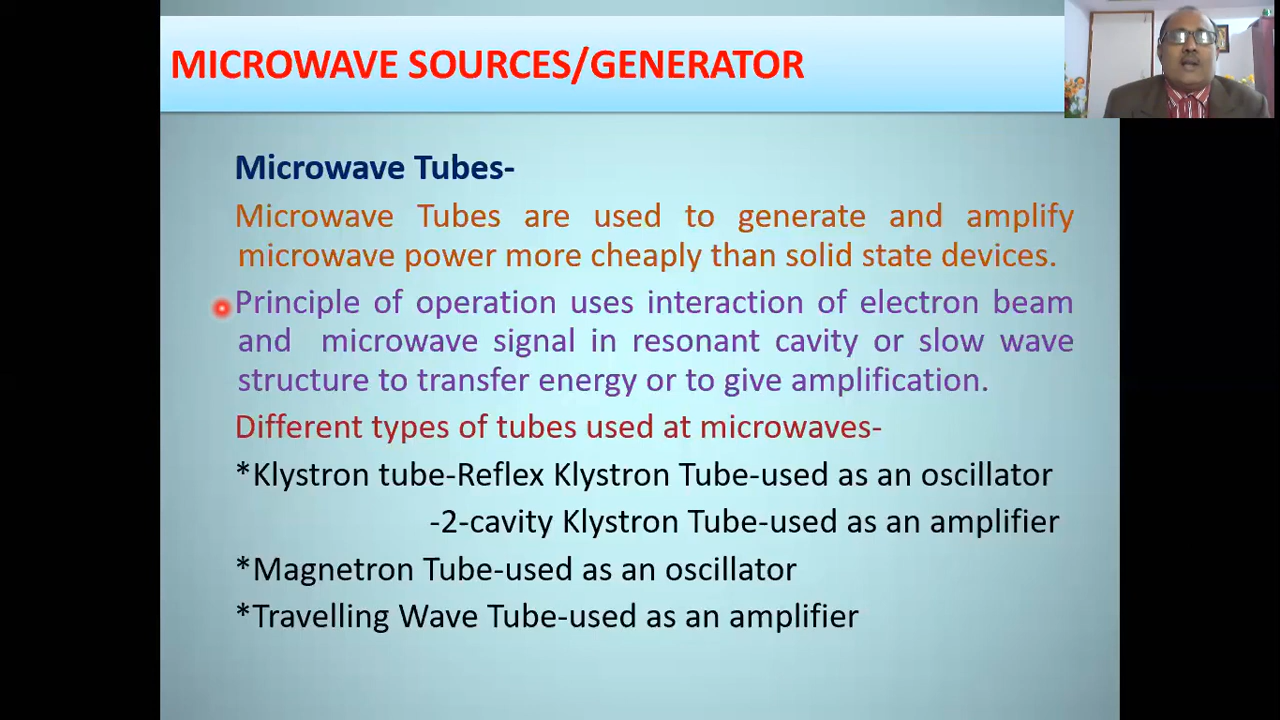 MICROWAVE SOURCES/GENERATOR
Microwave Tubes-
Microwave Tubes are used to generate and amplify
microwave power more cheaply than solid state devices.
Principle of operation uses interaction of electron beam
and microwave signal in resonant cavity or slow wave
structure to transfer energy or to give amplification.
Different types of tubes used at microwaves-
*Klystron tube-Reflex Klystron Tube-used as an oscillator
-2-cavity Klystron Tube-used as an amplifier
*Magnetron Tube-used as an oscillator
*Travelling Wave Tube-used as an amplifier